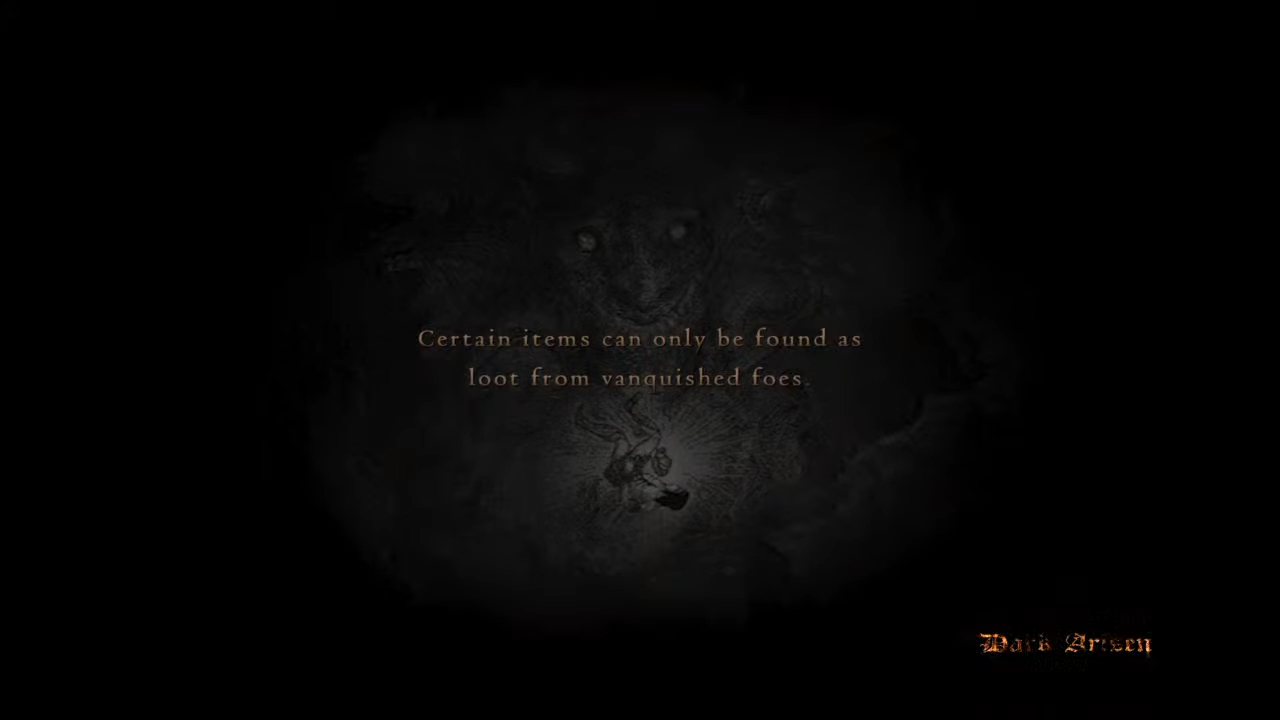 Certain items can only be found as
loot from vanquished foes.
Dark Arisen